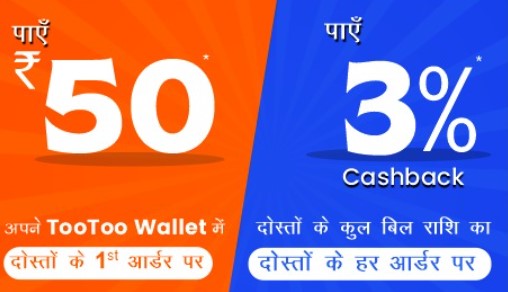 पाएँ
₹50*
अपने TooToo Wallet में
दोस्तों के 1st आर्डर पर
पाएँ
3%*
Cashback
दोस्तों के कुल बिल राशि का
दोस्तों के हर आर्डर पर